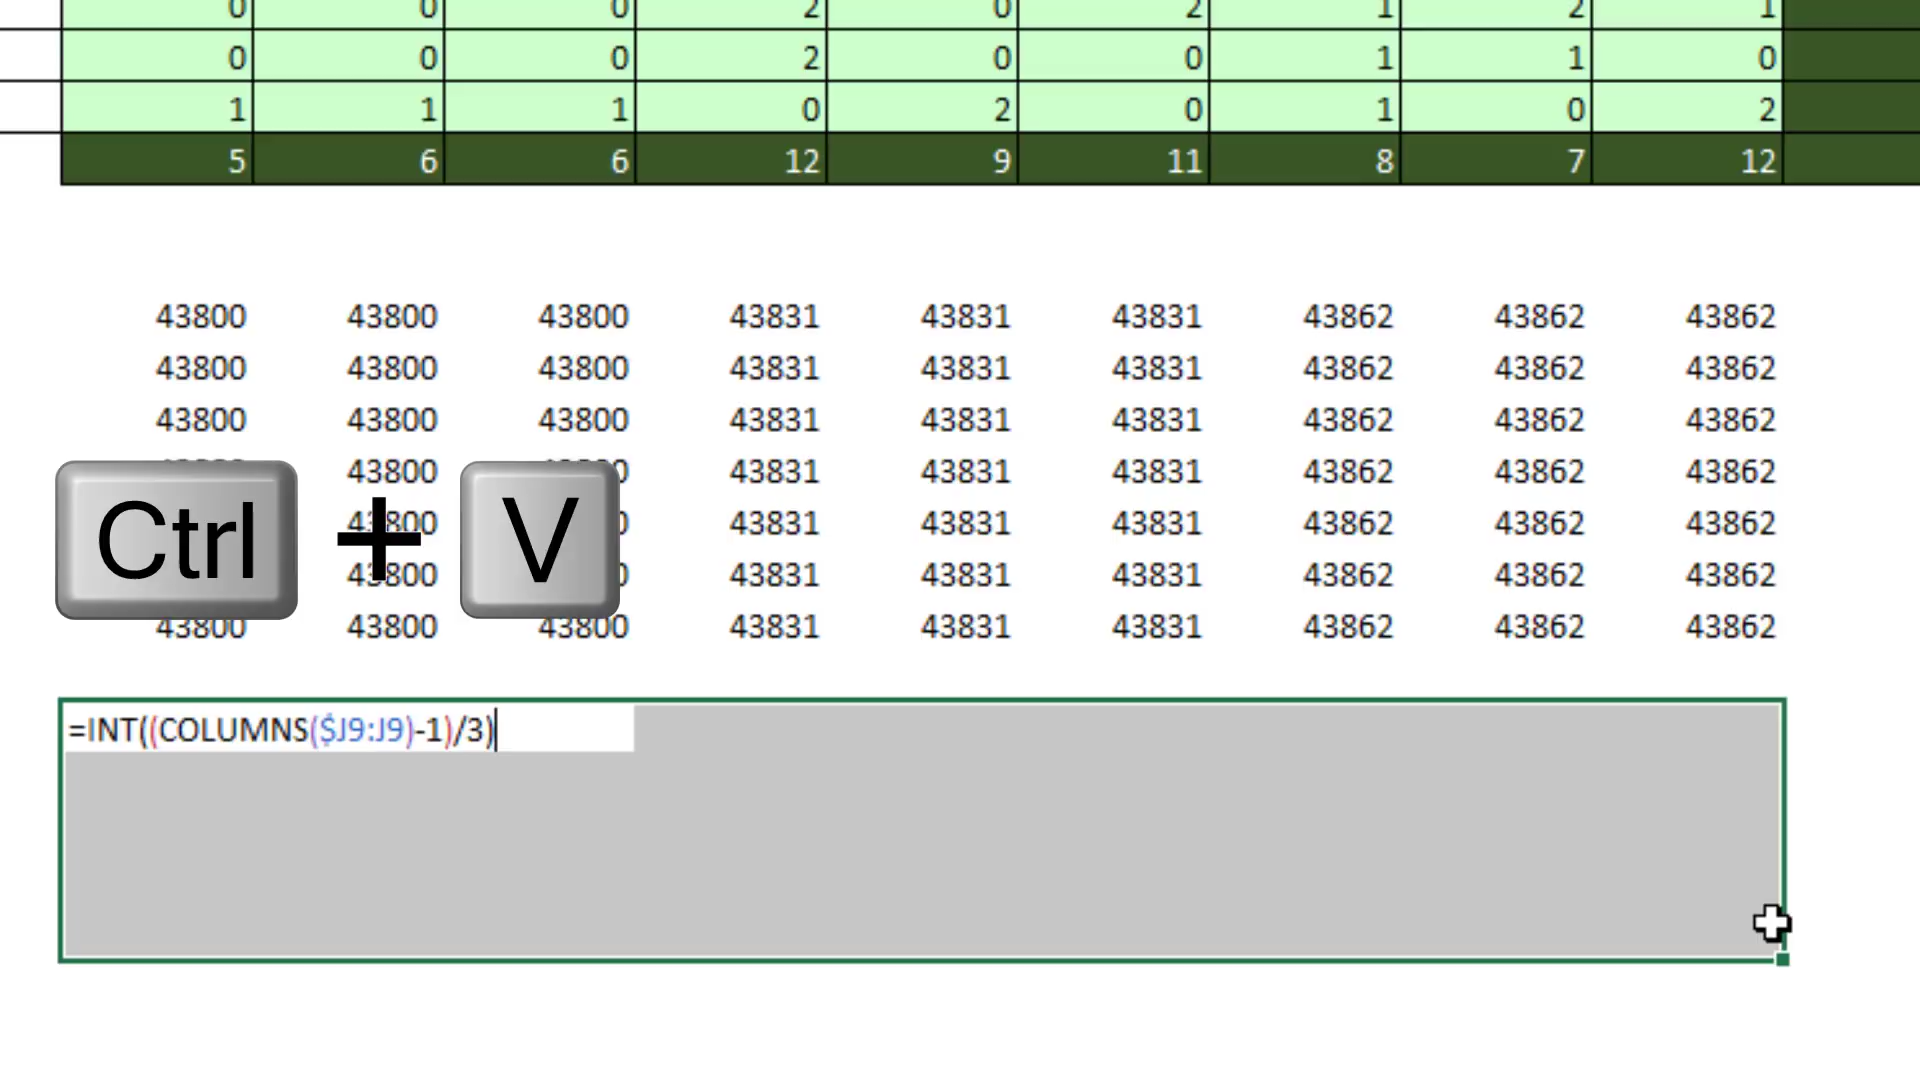 0 0 0 2 0 2 1 2 1
0 0 0 2 0 0 1 1 0
1 1 1 0 2 0 1 0 2
5 6 6 12 9 11 8 7 12
43800 43800 43800 43831 43831 43831 43862 43862 43862
43800 43800 43800 43831 43831 43831 43862 43862 43862
43800 43800 43800 43831 43831 43831 43862 43862 43862
43800 43831 43831 43831 43862 43862 43862
43831 43831 43831 43862 43862 43862
Ctrl + V
43800 43831 43831 43831 43862 43862 43862
43800 43800 43800 43831 43831 43831 43862 43862 43862
=INT((COLUMNS($J9:J9)-1)/3)